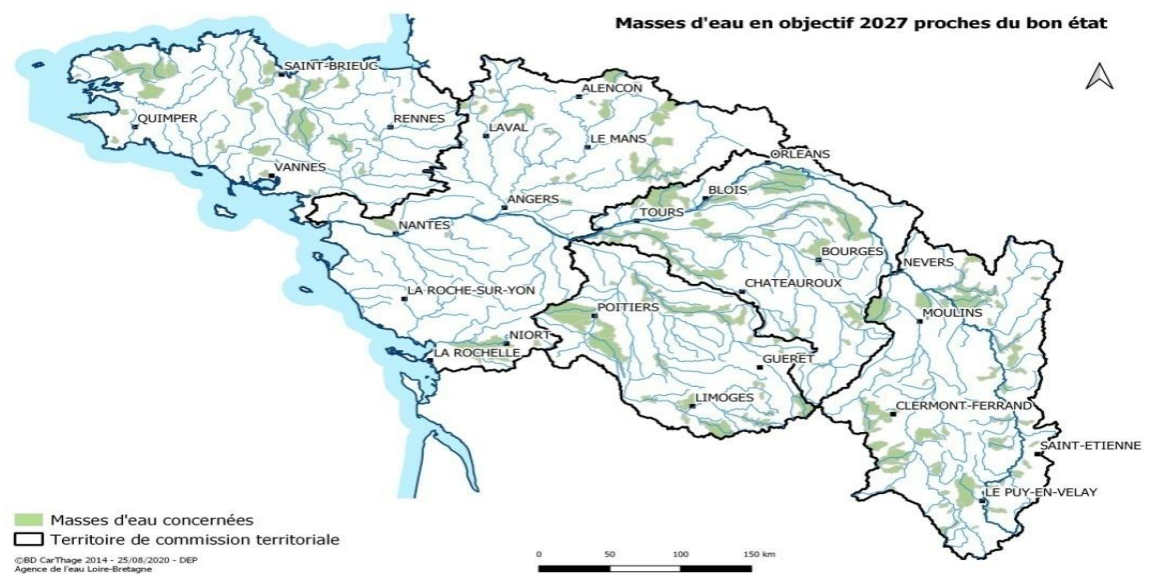 Masses d'eau en objectif 2027 proches du bon état
SAINT-BRIEUC
ALENCON
QUIMPER
RENNES
LAVAL
LE MANS
ORLEANS
VANNES
BLOIS
ANGERS
TOURS
NANTES
BOURGES
NEVERS
CHATEAUROUX
LA ROCHE-SUR-YON
POITIERS
MOULINS
NIORT
LA ROCHELLE
GUERET
LIMOGES
CLERMONT-FERRAND
SAINT-ETIENNE
LE PUY-EN-VELAY
Masses d'eau concernées
Territoire de commission territoriale
©BD CarThage 2014 - 25/08/2020 - DEP
Agence de l'eau Loire-Bretagne
0 50 100 150 km